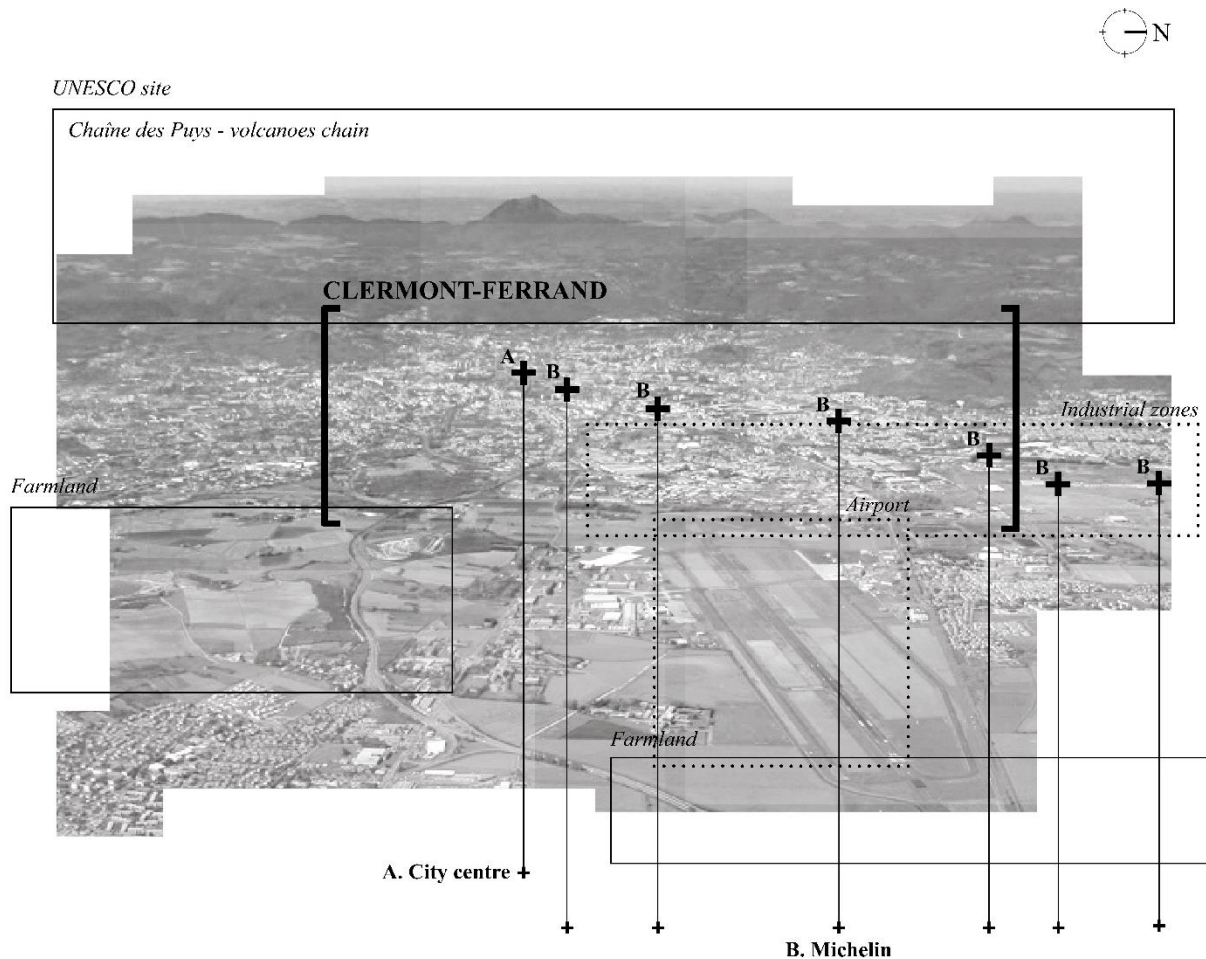 N
UNESCO site
Chaîne des Puys - volcanoes chain
CLERMONT-FERRAND
A
B
B
B
Industrial zones
B
B
B
Farmland
Airport
Farmland
A. City centre
B. Michelin